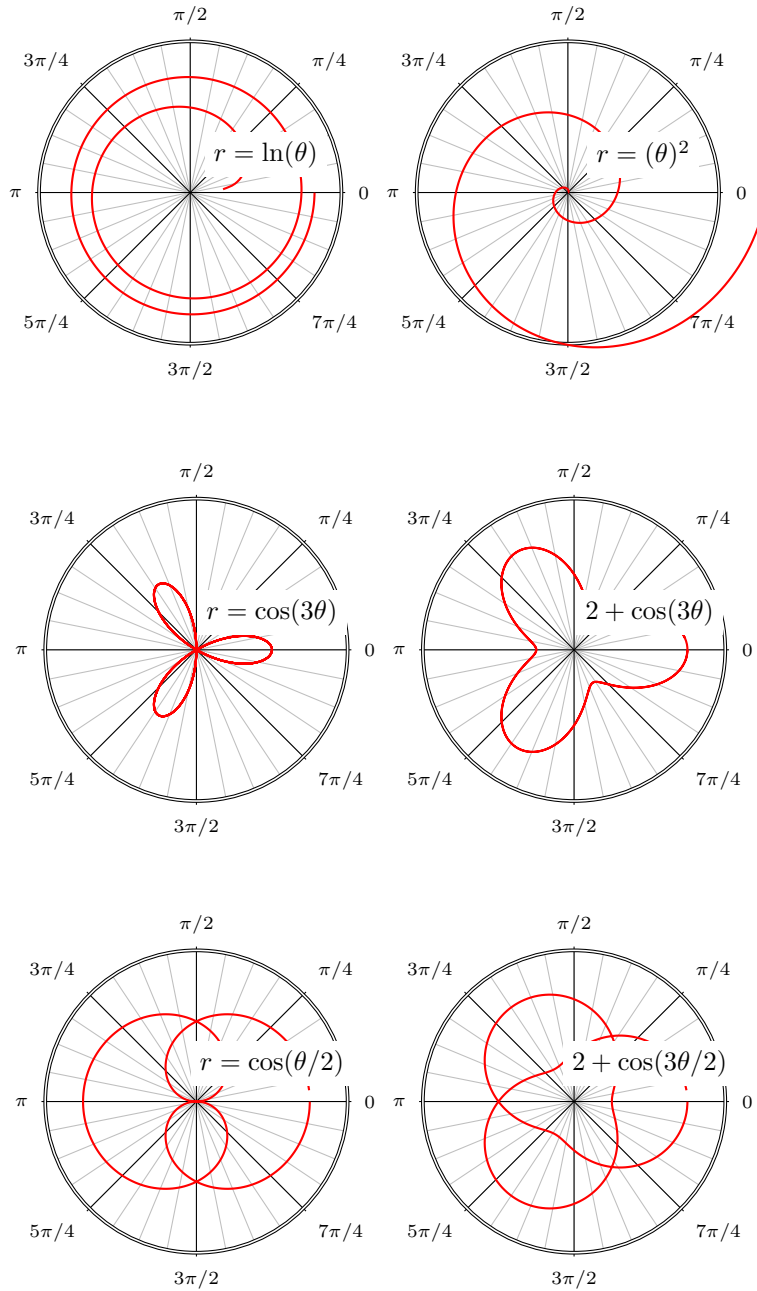 π/2 π/2
3π/4 π/4 3π/4 π/4
r = ln(θ) r = (θ)²
π 0 π 0
5π/4 7π/4 5π/4 7π/4
3π/2 3π/2
π/2 π/2
3π/4 π/4 3π/4 π/4
r = cos(3θ) 2 + cos(3θ)
π 0 π 0
5π/4 7π/4 5π/4 7π/4
3π/2 3π/2
π/2 π/2
3π/4 π/4 3π/4 π/4
r = cos(θ/2) 2 + cos(3θ/2)
π 0 π 0
5π/4 7π/4 5π/4 7π/4
3π/2 3π/2